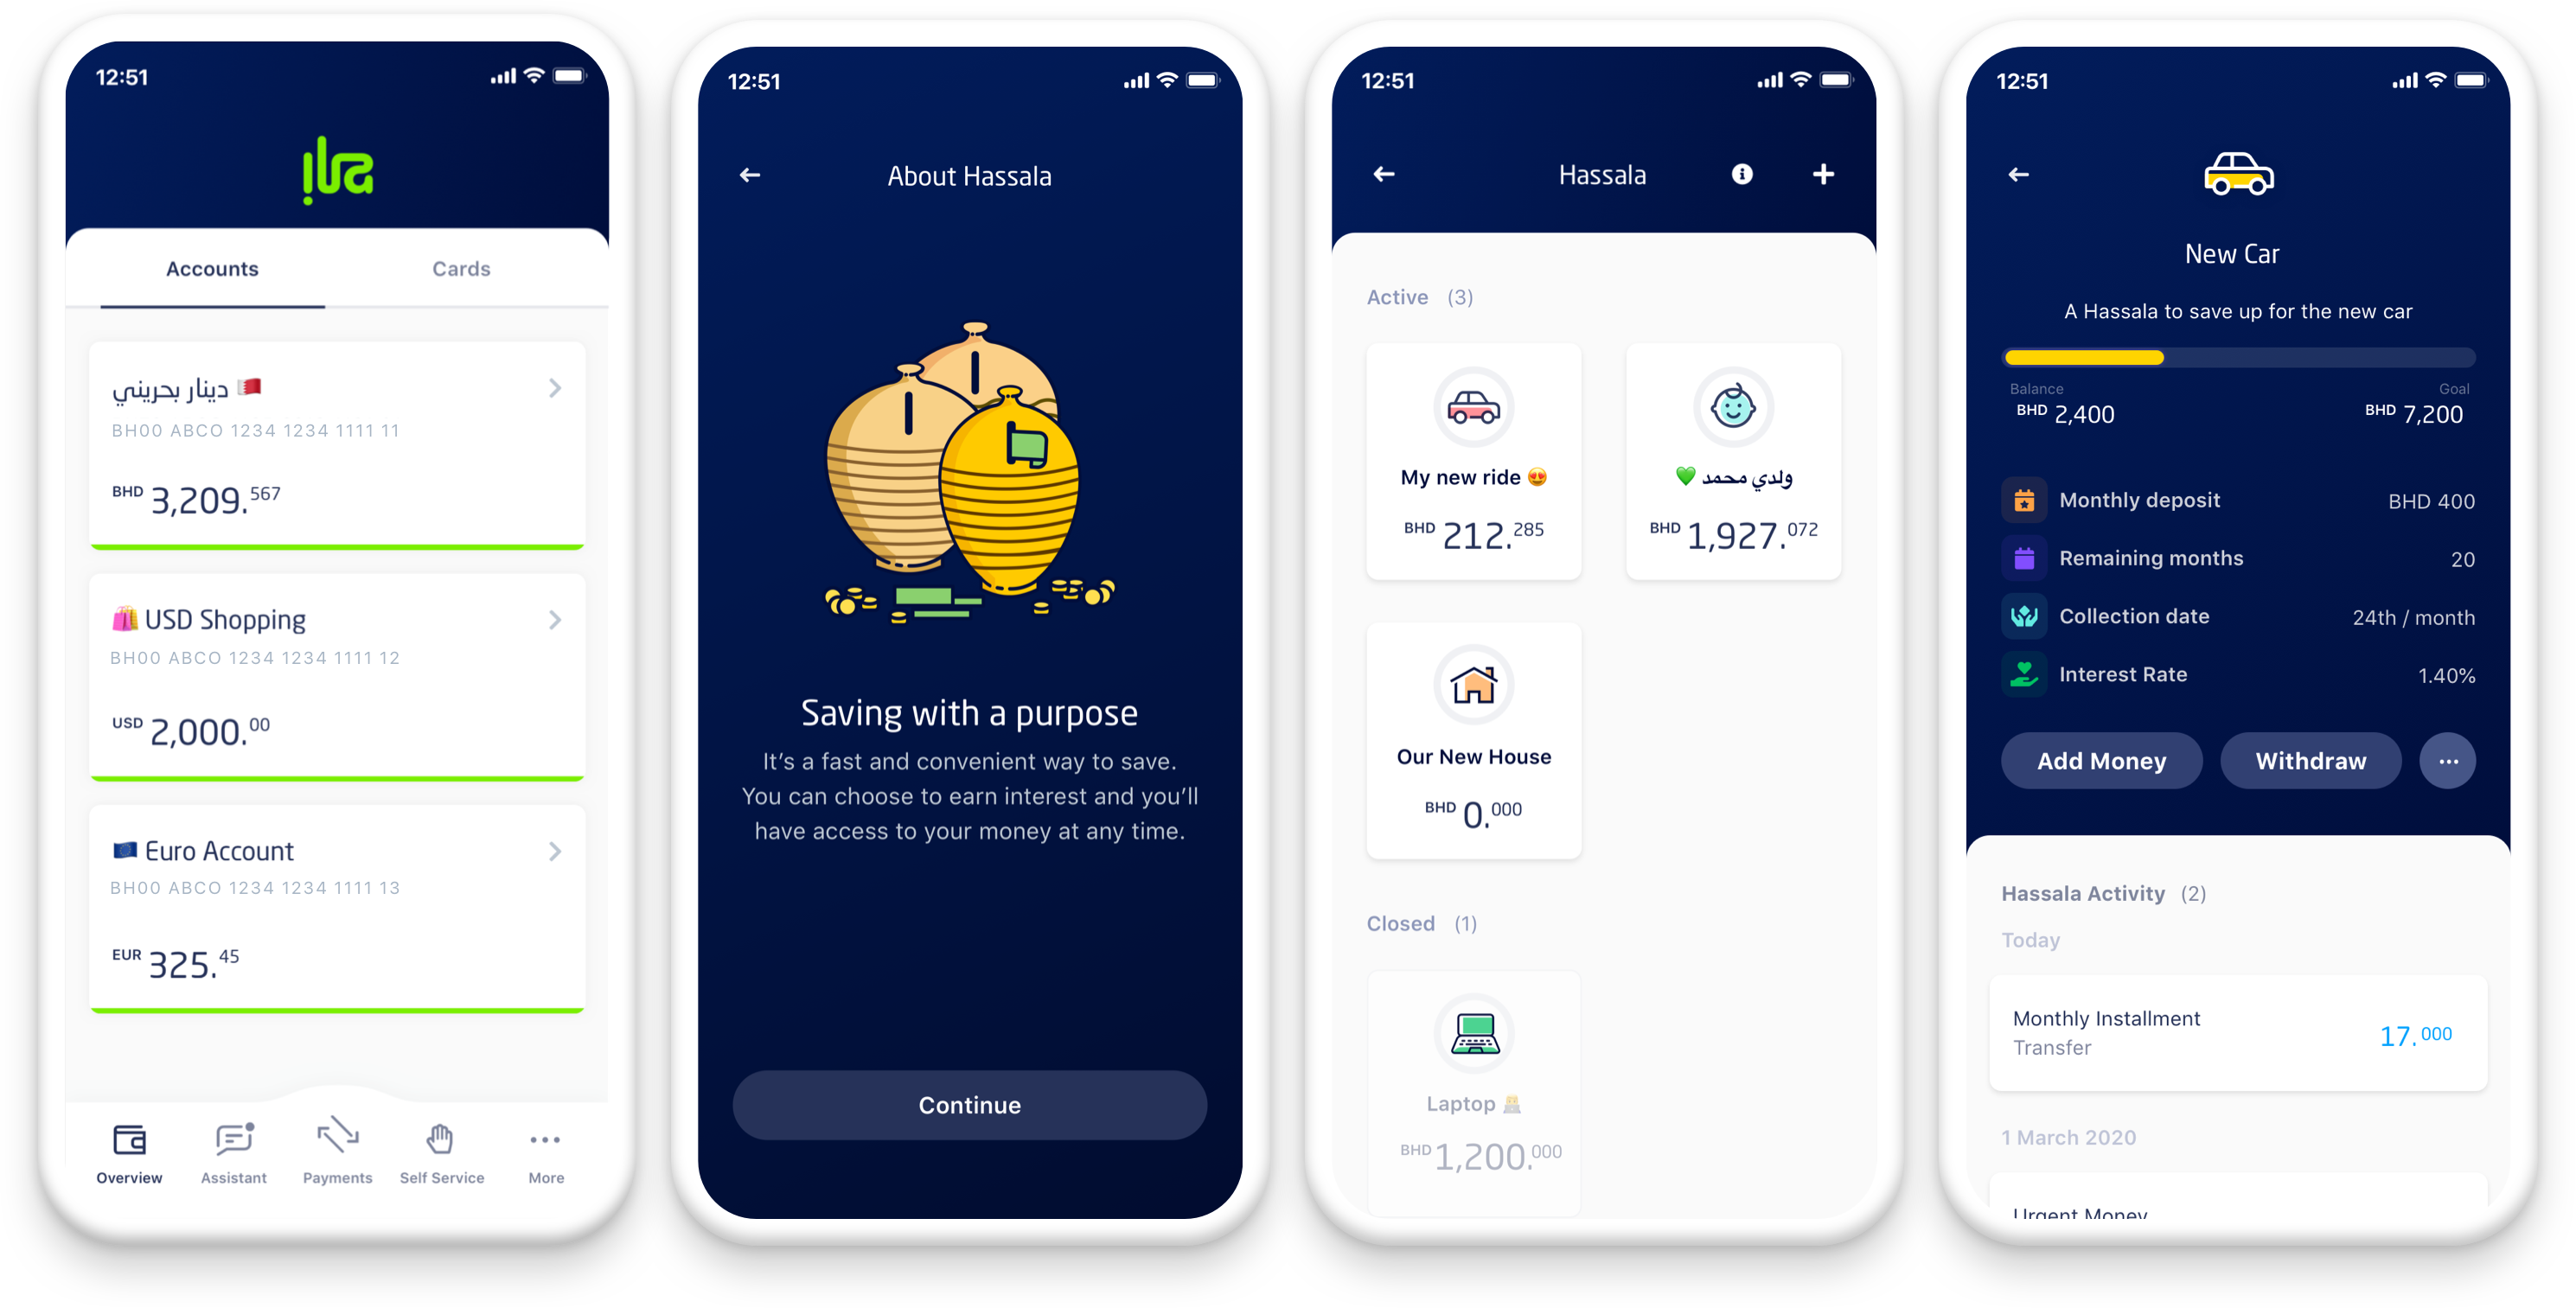 12:51
ila
Accounts
Cards
دينار بحريني 🇧🇭
BH00 ABCO 1234 1234 1111 11
BHD 3,209.567
🛍️ USD Shopping
BH00 ABCO 1234 1234 1111 12
USD 2,000.00
🇪🇺 Euro Account
BH00 ABCO 1234 1234 1111 13
EUR 325.45
Overview
Assistant
Payments
Self Service
More
12:51
About Hassala
Saving with a purpose
It’s a fast and convenient way to save.
You can choose to earn interest and you’ll
have access to your money at any time.
Continue
12:51
Hassala
Active (3)
My new ride 😍
BHD 212.285
ولدي محمد 💚
BHD 1,927.072
Our New House
BHD 0.000
Closed (1)
Laptop 👩🏼‍💻
BHD 1,200.000
12:51
New Car
A Hassala to save up for the new car
Balance
BHD 2,400
Goal
BHD 7,200
Monthly deposit
BHD 400
Remaining months
20
Collection date
24th / month
Interest Rate
1.40%
Add Money
Withdraw
Hassala Activity (2)
Today
Monthly Installment
Transfer
17.000
1 March 2020
Urgent Money